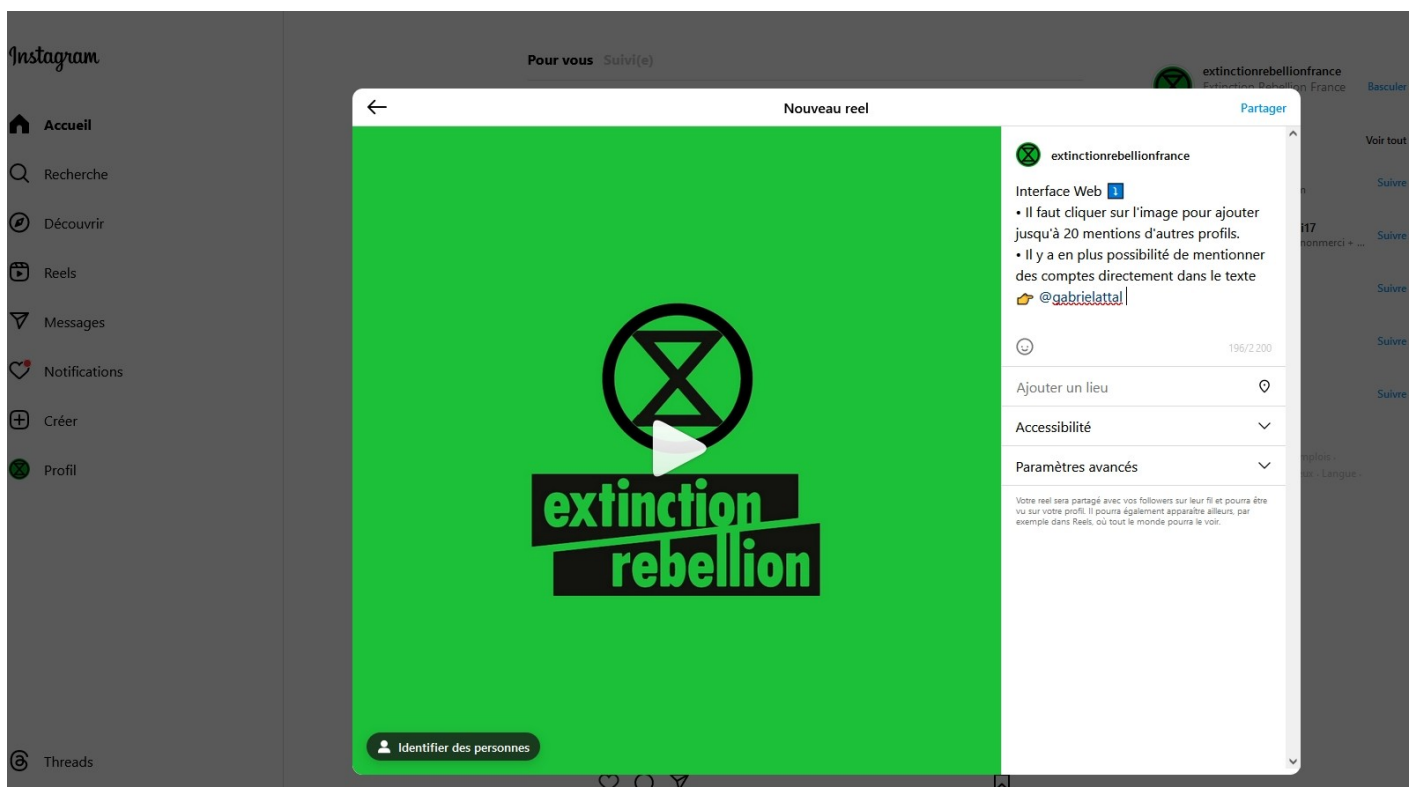 Instagram
Accueil
Recherche
Découvrir
Reels
Messages
Notifications
Créer
Profil
Threads
Pour vous Suivi(e)
Nouveau reel
Partager
extinction
rebellion
Identifier des personnes
extinctionrebellionfrance
Interface Web ⤵
• Il faut cliquer sur l'image pour ajouter
jusqu'à 20 mentions d'autres profils.
• Il y a en plus possibilité de mentionner
des comptes directement dans le texte
👉 @gabrielattal
196/2 200
Ajouter un lieu
Accessibilité
Paramètres avancés
Votre reel sera partagé avec vos followers sur leur fil et pourra être
vu sur votre profil. Il pourra également apparaître ailleurs, par
exemple dans Reels, où tout le monde pourra le voir.
extinctionrebellionfrance
Extinction Rebellion France Basculer
Voir tout
Suivre
i17
nonmerci + ... Suivre
Suivre
Suivre
Suivre
mplois -
- Langue -